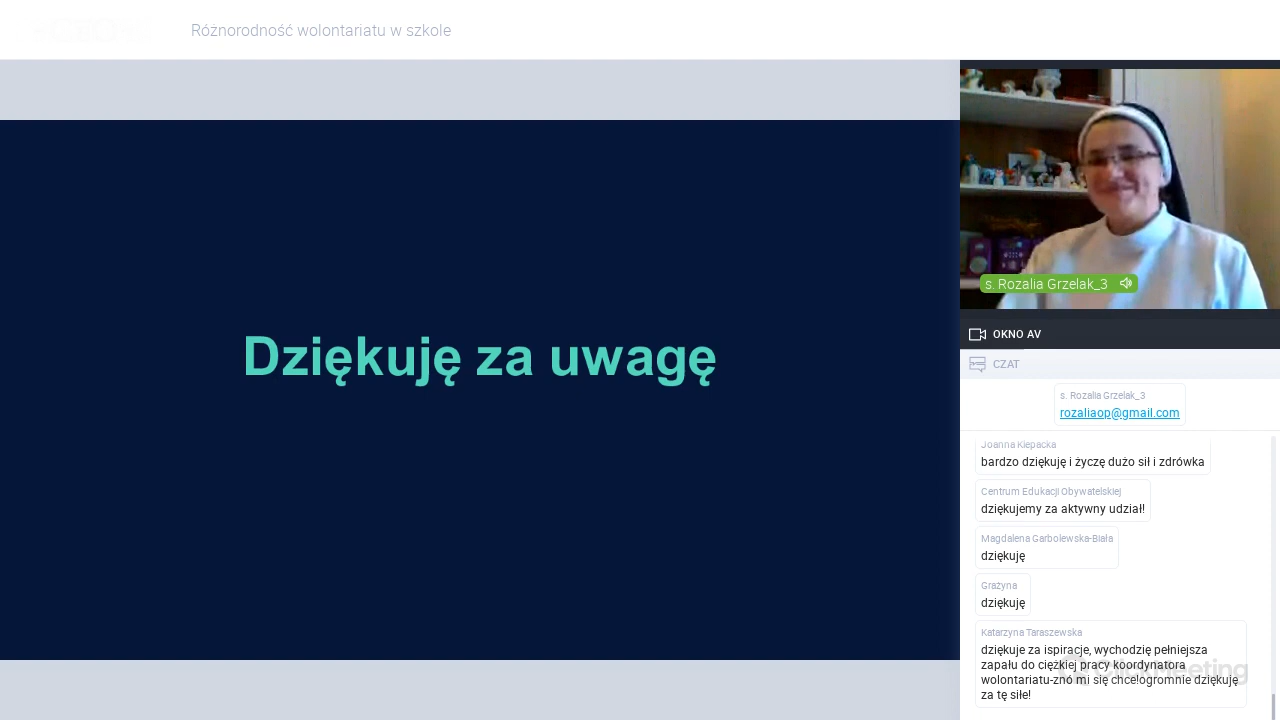 Różnorodność wolontariatu w szkole
Dziękuję za uwagę
s. Rozalia Grzelak_3
OKNO AV
CZAT
s. Rozalia Grzelak_3
rozaliaop@gmail.com
Joanna Klepacka
bardzo dziękuję i życzę dużo sił i zdrówka
Centrum Edukacji Obywatelskiej
dziękujemy za aktywny udział!
Magdalena Garbolewska-Biała
dziękuję
Grażyna
dziękuję
Katarzyna Taraszewska
dziękuje za ispiracje, wychodzię pełniejsza
zapału do ciężkiej pracy koordynatora
wolontariatu-znó mi się chce!ogromnie dziękuję
za tę siłe!
ClickMeeting